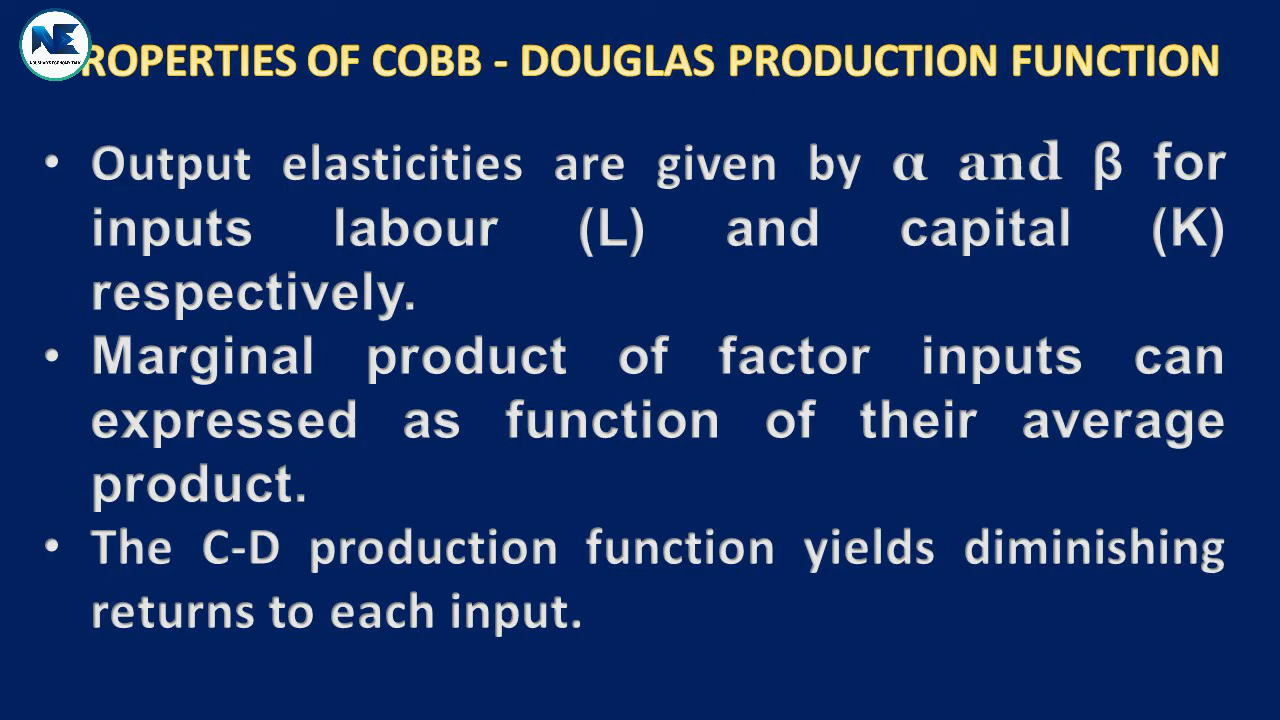 NE
ROPERTIES OF COBB - DOUGLAS PRODUCTION FUNCTION
• Output elasticities are given by α and β for
inputs labour (L) and capital (K)
respectively.
• Marginal product of factor inputs can
expressed as function of their average
product.
• The C-D production function yields diminishing
returns to each input.